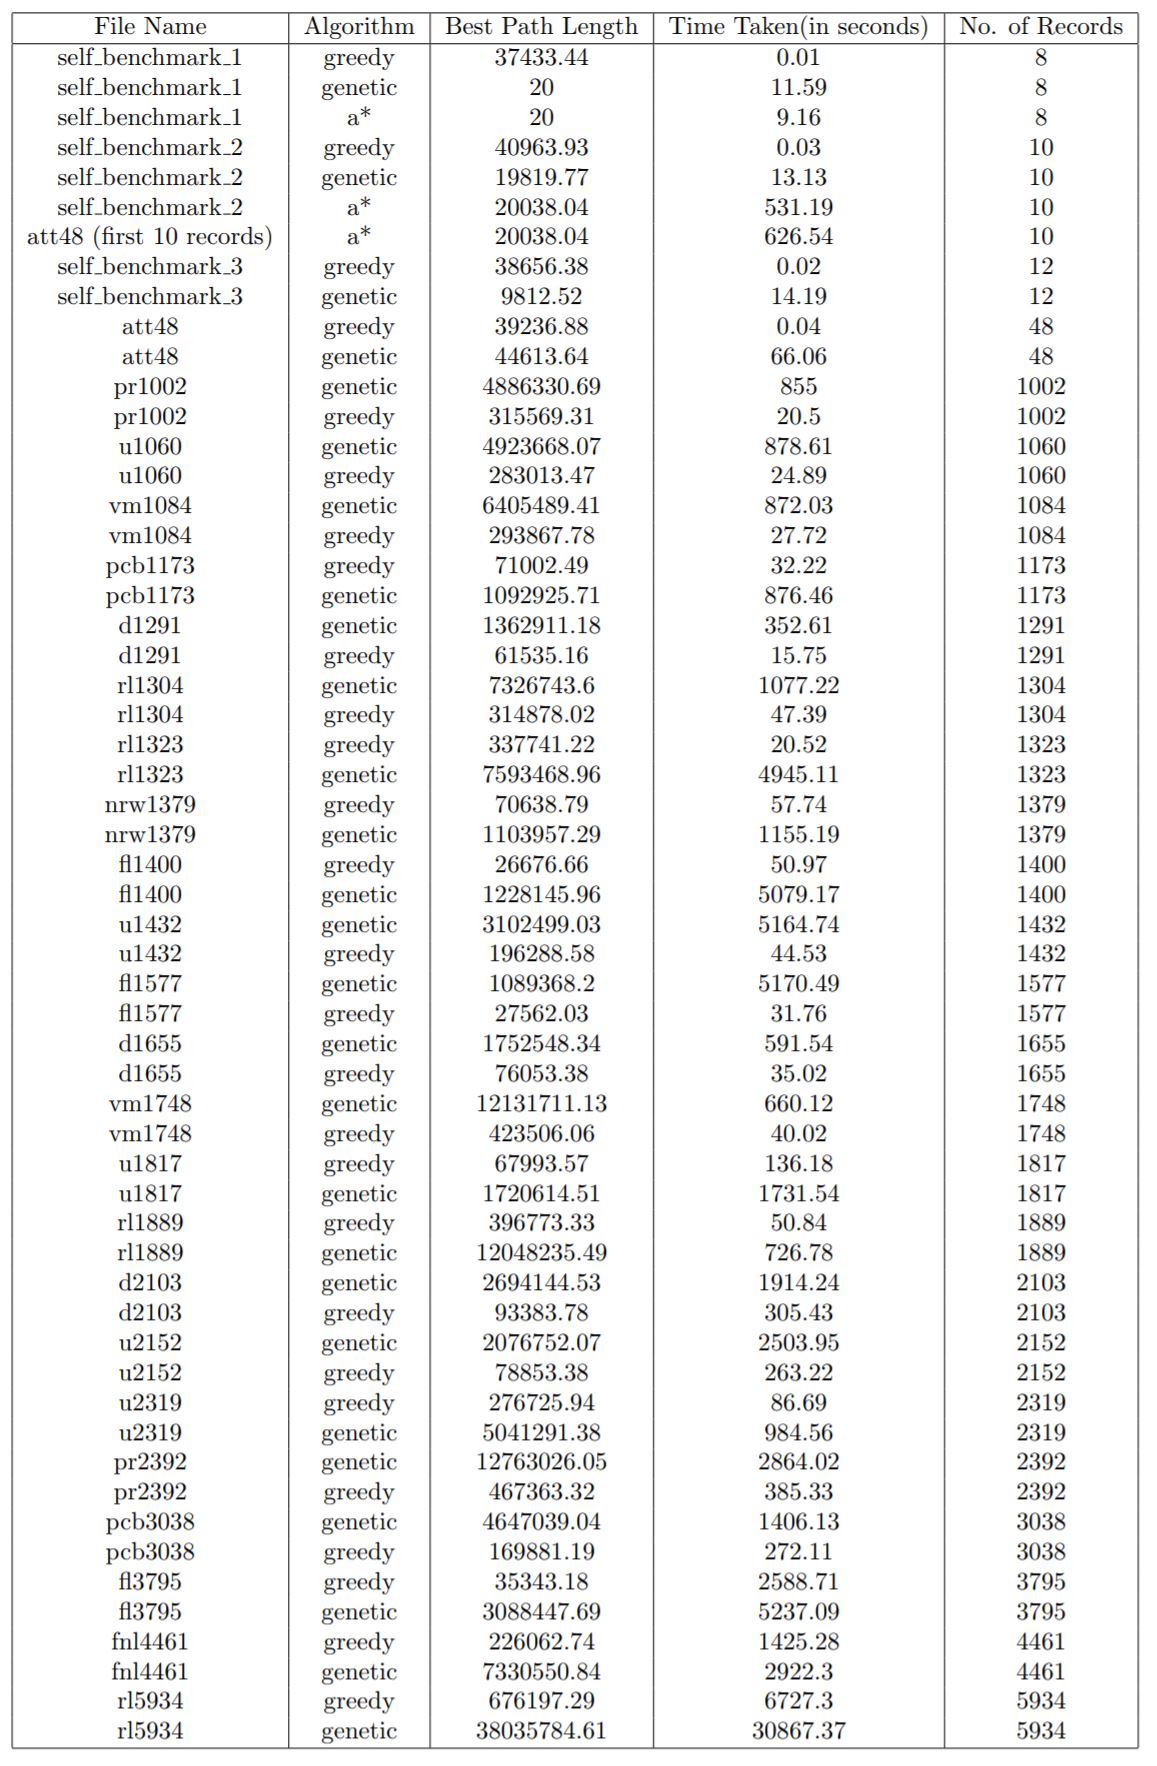 File Name Algorithm Best Path Length Time Taken(in seconds) No. of Records
self_benchmark_1 greedy 37433.44 0.01 8
self_benchmark_1 genetic 20 11.59 8
self_benchmark_1 a* 20 9.16 8
self_benchmark_2 greedy 40963.93 0.03 10
self_benchmark_2 genetic 19819.77 13.13 10
self_benchmark_2 a* 20038.04 531.19 10
att48 (first 10 records) a* 20038.04 626.54 10
self_benchmark_3 greedy 38656.38 0.02 12
self_benchmark_3 genetic 9812.52 14.19 12
att48 greedy 39236.88 0.04 48
att48 genetic 44613.64 66.06 48
pr1002 genetic 4886330.69 855 1002
pr1002 greedy 315569.31 20.5 1002
u1060 genetic 4923668.07 878.61 1060
u1060 greedy 283013.47 24.89 1060
vm1084 genetic 6405489.41 872.03 1084
vm1084 greedy 293867.78 27.72 1084
pcb1173 greedy 71002.49 32.22 1173
pcb1173 genetic 1092925.71 876.46 1173
d1291 genetic 1362911.18 352.61 1291
d1291 greedy 61535.16 15.75 1291
rl1304 genetic 7326743.6 1077.22 1304
rl1304 greedy 314878.02 47.39 1304
rl1323 greedy 337741.22 20.52 1323
rl1323 genetic 7593468.96 4945.11 1323
nrw1379 greedy 70638.79 57.74 1379
nrw1379 genetic 1103957.29 1155.19 1379
fl1400 greedy 26676.66 50.97 1400
fl1400 genetic 1228145.96 5079.17 1400
u1432 genetic 3102499.03 5164.74 1432
u1432 greedy 196288.58 44.53 1432
fl1577 genetic 1089368.2 5170.49 1577
fl1577 greedy 27562.03 31.76 1577
d1655 genetic 1752548.34 591.54 1655
d1655 greedy 76053.38 35.02 1655
vm1748 genetic 12131711.13 660.12 1748
vm1748 greedy 423506.06 40.02 1748
u1817 greedy 67993.57 136.18 1817
u1817 genetic 1720614.51 1731.54 1817
rl1889 greedy 396773.33 50.84 1889
rl1889 genetic 12048235.49 726.78 1889
d2103 genetic 2694144.53 1914.24 2103
d2103 greedy 93383.78 305.43 2103
u2152 genetic 2076752.07 2503.95 2152
u2152 greedy 78853.38 263.22 2152
u2319 greedy 276725.94 86.69 2319
u2319 genetic 5041291.38 984.56 2319
pr2392 genetic 12763026.05 2864.02 2392
pr2392 greedy 467363.32 385.33 2392
pcb3038 genetic 4647039.04 1406.13 3038
pcb3038 greedy 169881.19 272.11 3038
fl3795 greedy 35343.18 2588.71 3795
fl3795 genetic 3088447.69 5237.09 3795
fnl4461 greedy 226062.74 1425.28 4461
fnl4461 genetic 7330550.84 2922.3 4461
rl5934 greedy 676197.29 6727.3 5934
rl5934 genetic 38035784.61 30867.37 5934